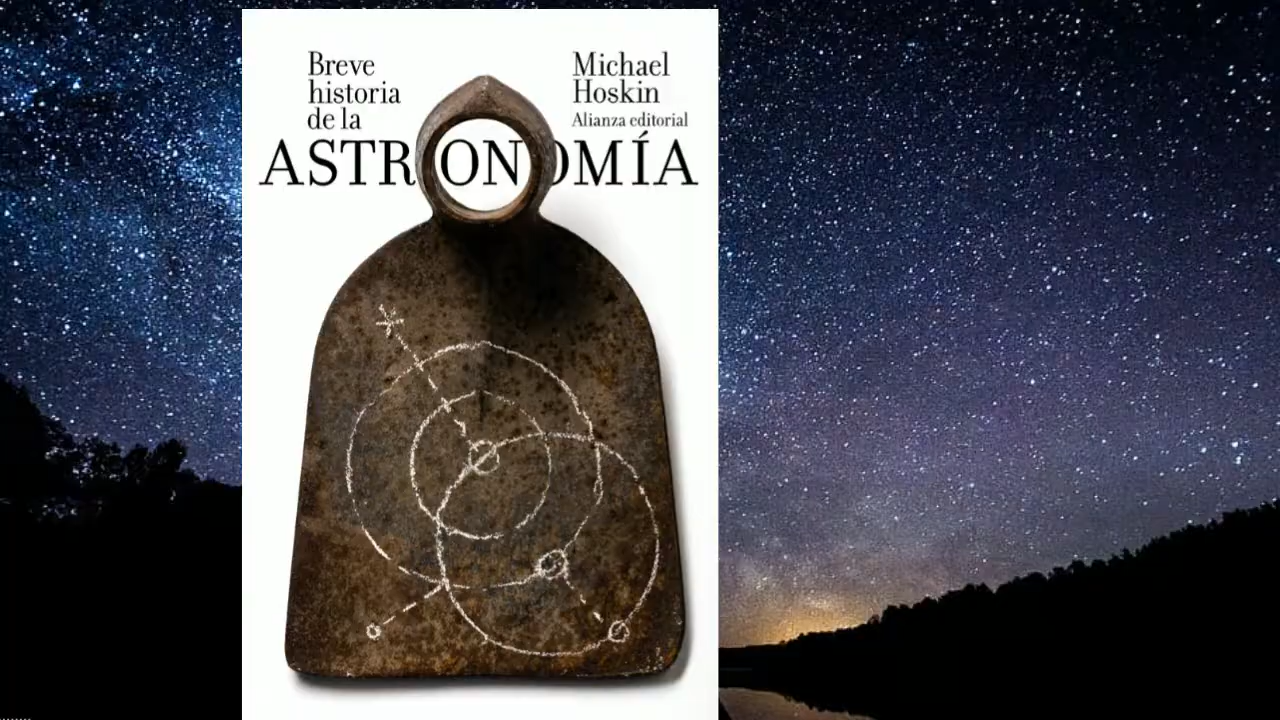 Breve
historia
de la
ASTRONOMÍA
Michael
Hoskin
Alianza editorial